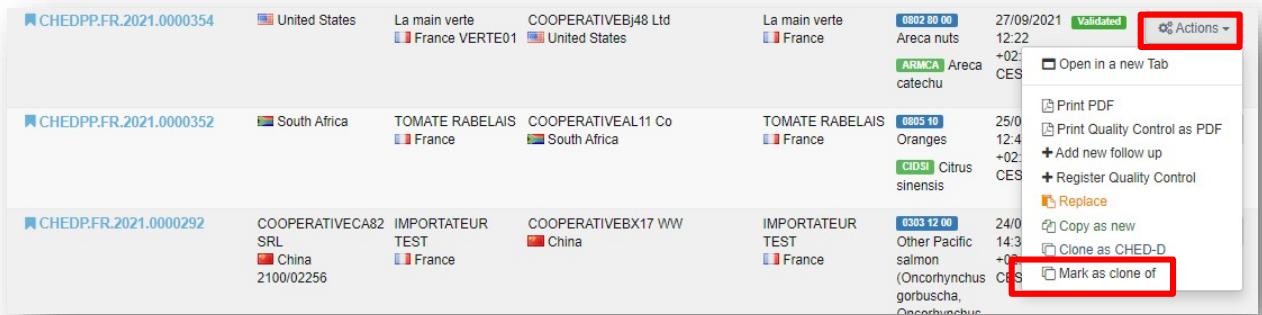 CHEDPP.FR.2021.0000354
United States
La main verte
France VERTE01
COOPERATIVEBj48 Ltd
United States
La main verte
France
0802 80 00
Areca nuts
ARMCA Areca
catechu
27/09/2021 Validated
12:22
+02:
CES
Actions
Open in a new Tab
Print PDF
Print Quality Control as PDF
Add new follow up
Register Quality Control
Replace
Copy as new
Clone as CHED-D
Mark as clone of
CHEDPP.FR.2021.0000352
South Africa
TOMATE RABELAIS
France
COOPERATIVEAL11 Co
South Africa
TOMATE RABELAIS
France
0805 10
Oranges
CIDSI Citrus
sinensis
25/0
12:4
+02:
CES
CHEDP.FR.2021.0000292
COOPERATIVECA82
SRL
China
2100/02256
IMPORTATEUR
TEST
France
COOPERATIVEBX17 WW
China
IMPORTATEUR
TEST
France
0303 12 00
Other Pacific
salmon
(Oncorhynchus
gorbuscha,
Oncorhynchus
24/0
14:3
+02:
CES